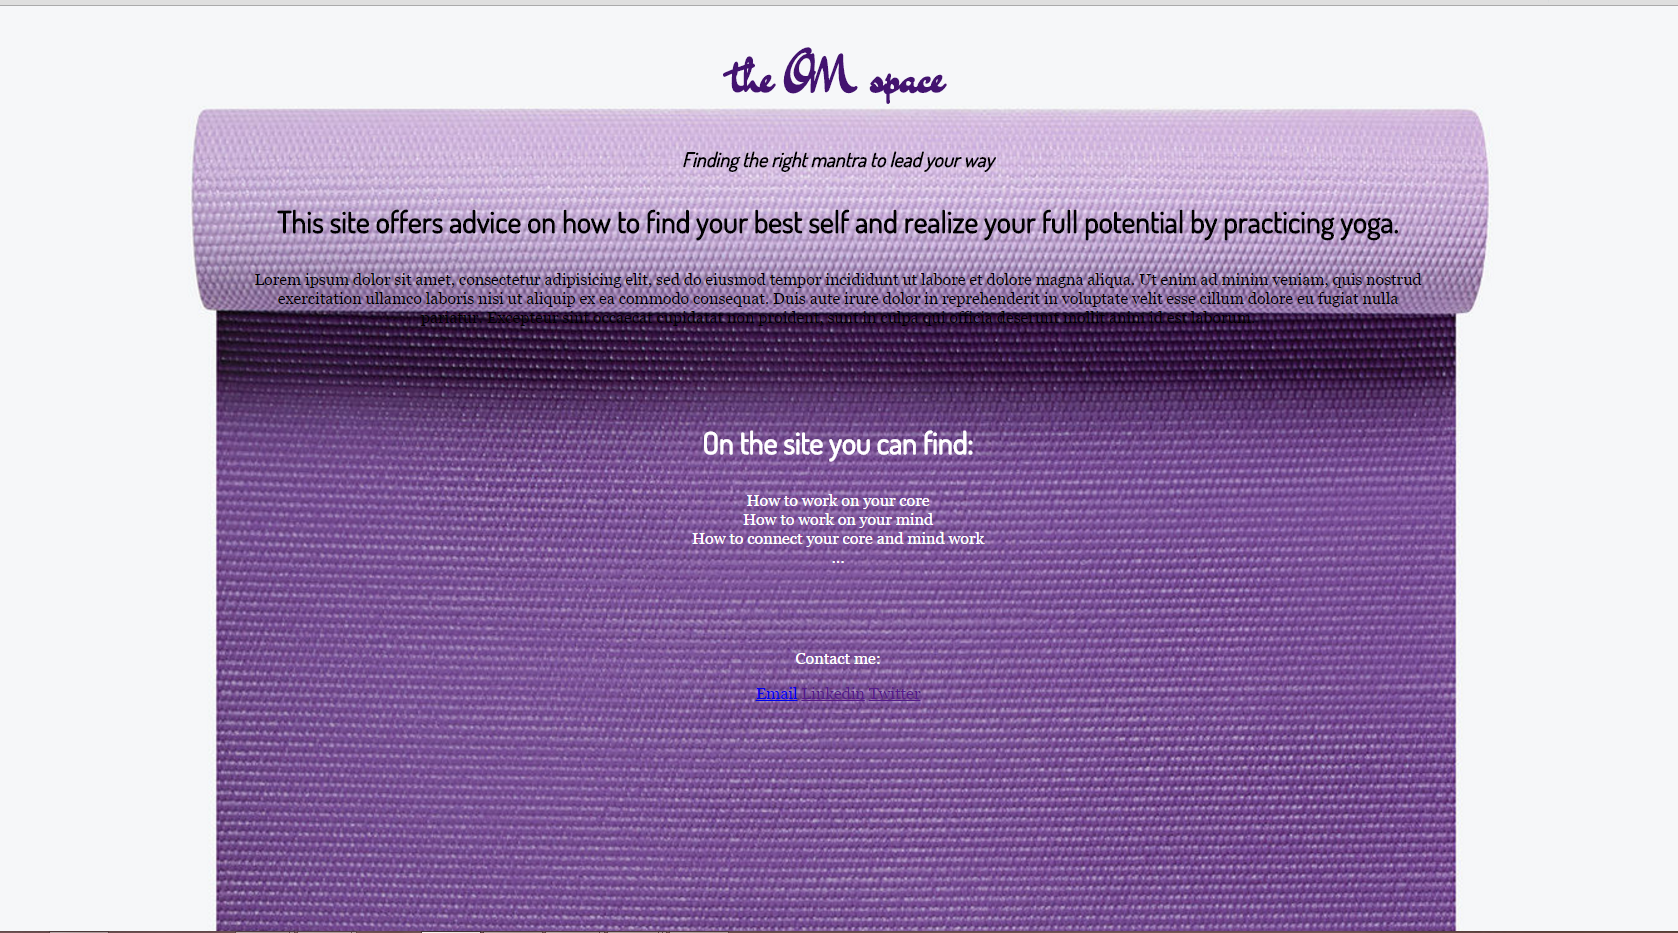 the OM space
Finding the right mantra to lead your way
This site offers advice on how to find your best self and realize your full potential by practicing yoga.
Lorem ipsum dolor sit amet, consectetur adipisicing elit, sed do eiusmod tempor incididunt ut labore et dolore magna aliqua. Ut enim ad minim veniam, quis nostrud
exercitation ullamco laboris nisi ut aliquip ex ea commodo consequat. Duis aute irure dolor in reprehenderit in voluptate velit esse cillum dolore eu fugiat nulla
pariatur. Excepteur sint occaecat cupidatat non proident, sunt in culpa qui officia deserunt mollit anim id est laborum.
On the site you can find:
How to work on your core
How to work on your mind
How to connect your core and mind work
...
Contact me:
Email Linkedin Twitter